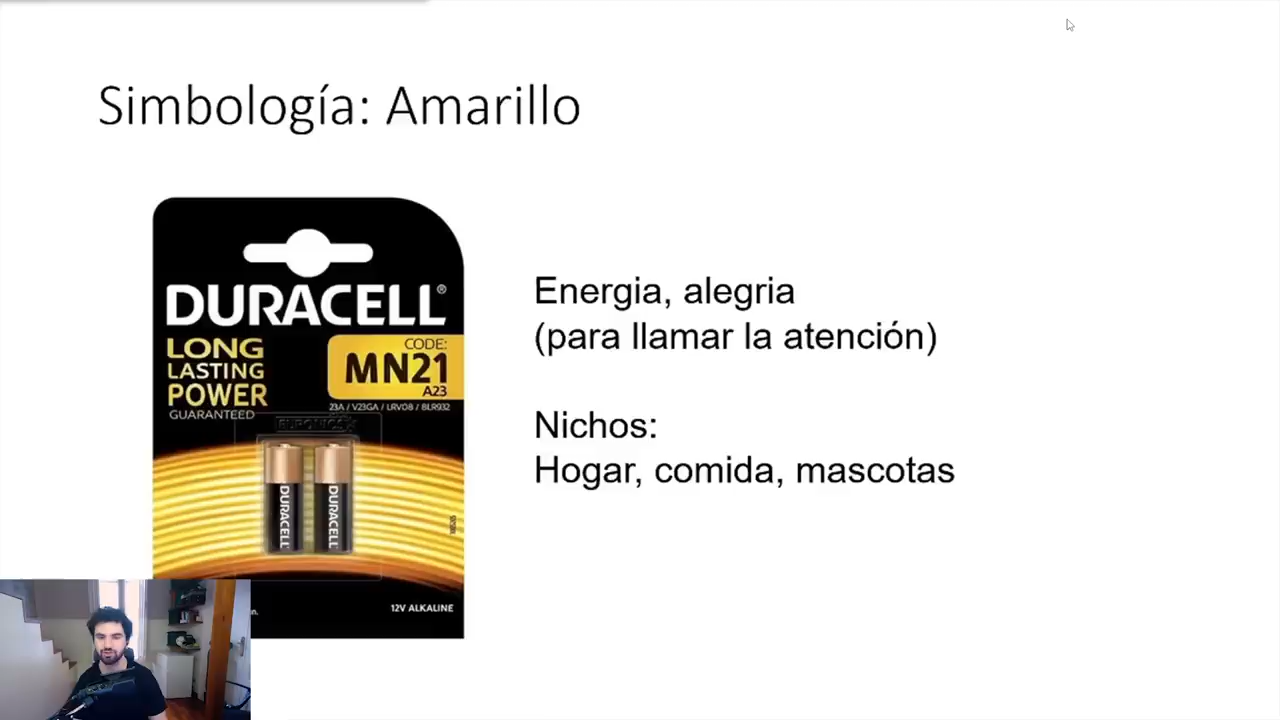 Simbología: Amarillo
DURACELL®
LONG
LASTING
POWER
GUARANTEED
CODE:
MN21
A23
23A / V23GA / LRV08 / 8LR932
EURONICS
DURACELL
DURACELL
12V ALKALINE
Energia, alegria
(para llamar la atención)
Nichos:
Hogar, comida, mascotas